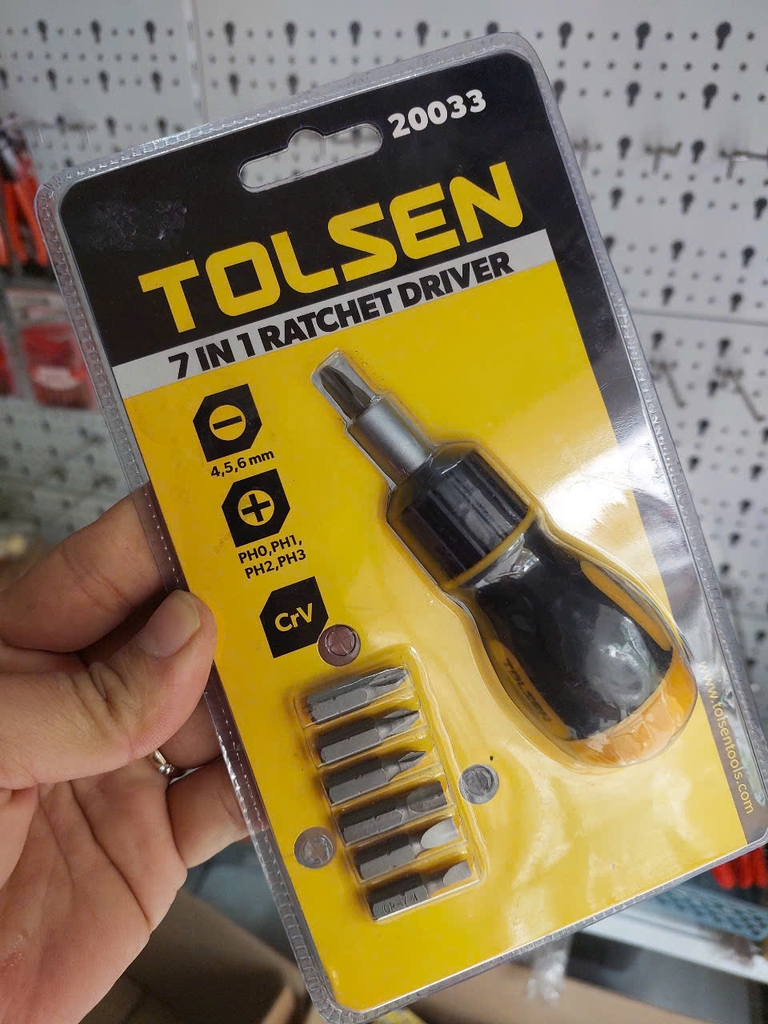 20033
TOLSEN
7 IN 1 RATCHET DRIVER
4,5,6 mm
PH0,PH1,
PH2,PH3
CrV
TOLSEN
www.tolsentools.com